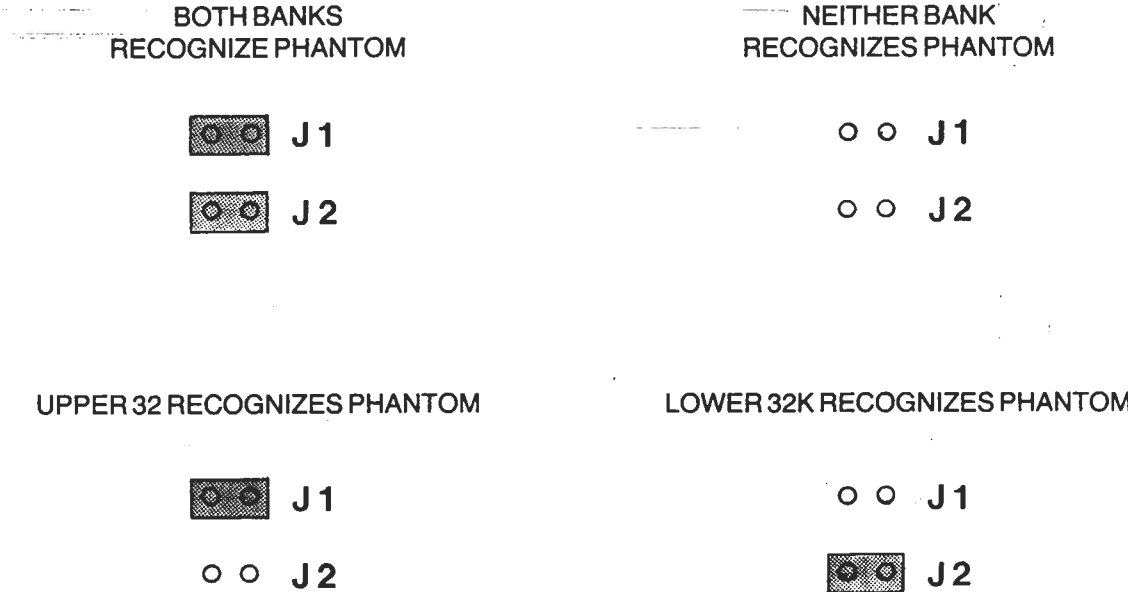 BOTH BANKS
RECOGNIZE PHANTOM
J1
J2
NEITHER BANK
RECOGNIZES PHANTOM
J1
J2
UPPER 32 RECOGNIZES PHANTOM
J1
J2
LOWER 32K RECOGNIZES PHANTOM
J1
J2